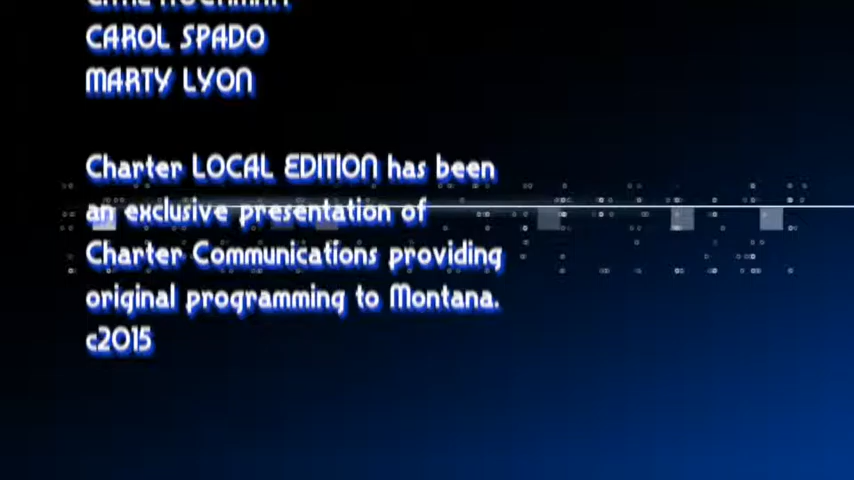 CAROL SPADO
MARTY LYON
Charter LOCAL EDITION has been
an exclusive presentation of
Charter Communications providing
original programming to Montana.
c2015